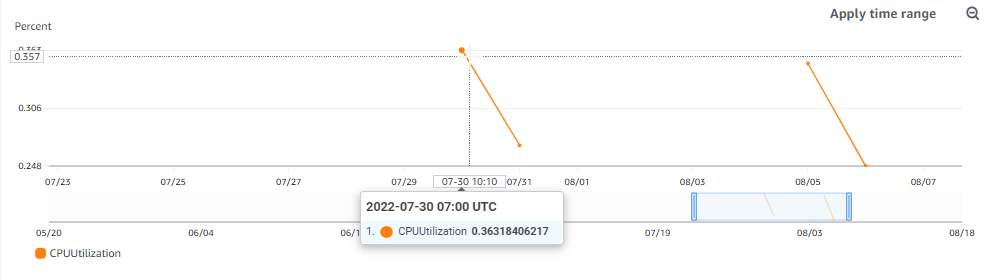 Apply time range
Percent
0.363
0.357
0.306
0.248
07/23 07/25 07/27 07/29 07-30 10:10 07/31 08/01 08/03 08/05 08/07
2022-07-30 07:00 UTC
1. CPUUtilization 0.36318406217
05/20 06/04 07/19 08/03 08/18
CPUUtilization